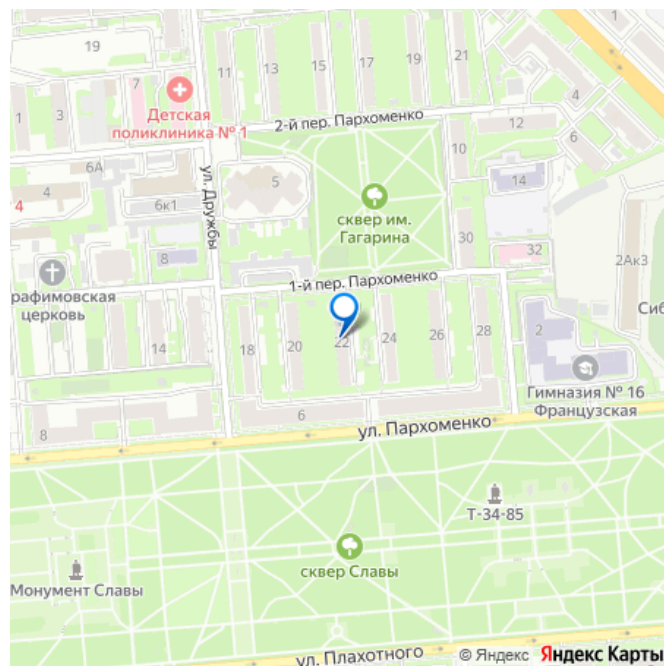 19
11
13
15
17
19
21
1
3
7
Детская
поликлиника № 1
2-й пер. Пархоменко
4
12
6
10
6А
4
4
6к1
ул. Дружбы
5
14
сквер им.
Гагарина
30
32
8
2Ак3
рафимовская
церковь
1-й пер. Пархоменко
Сиб
14
18
20
22
24
26
28
2
Гимназия № 16
Французская
8
6
ул. Пархоменко
Т-34-85
сквер Славы
Монумент Славы
ул. Плахотного
© Яндекс Яндекс Карты